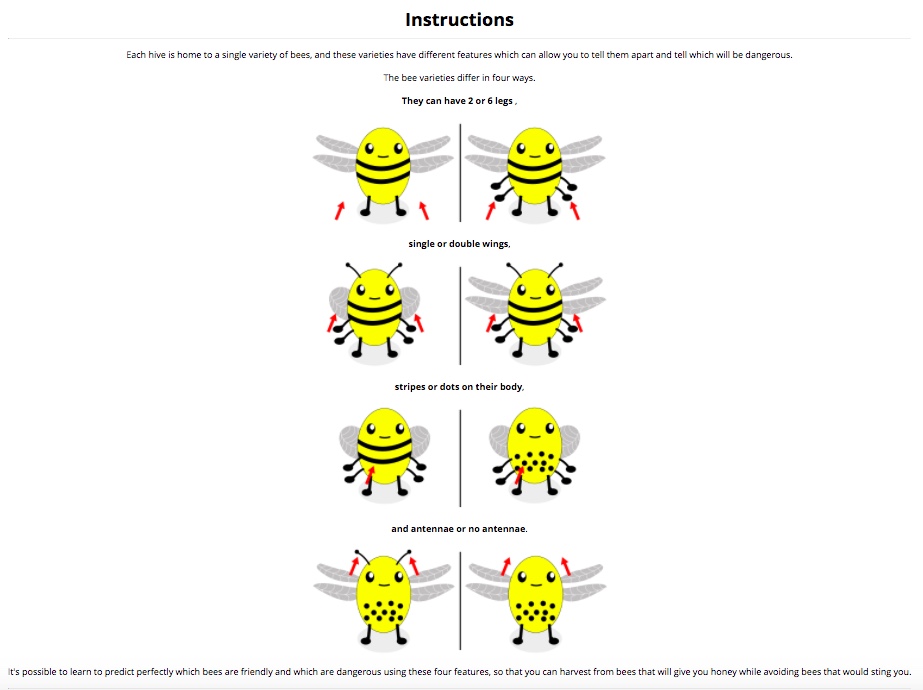 Instructions
Each hive is home to a single variety of bees, and these varieties have different features which can allow you to tell them apart and tell which will be dangerous.
The bee varieties differ in four ways.
They can have 2 or 6 legs ,
single or double wings,
stripes or dots on their body,
and antennae or no antennae.
It's possible to learn to predict perfectly which bees are friendly and which are dangerous using these four features, so that you can harvest from bees that will give you honey while avoiding bees that would sting you.